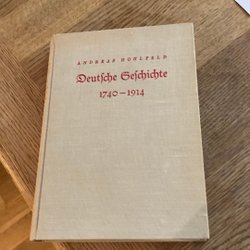 ANDREAS HOHLFELD
Deutsche Geschichte
1740–1914